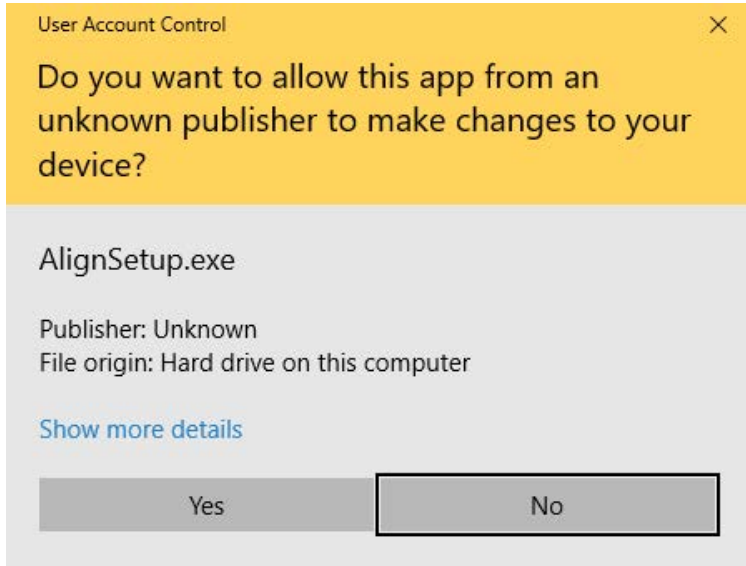 User Account Control
Do you want to allow this app from an
unknown publisher to make changes to your
device?
AlignSetup.exe
Publisher: Unknown
File origin: Hard drive on this computer
Show more details
Yes
No